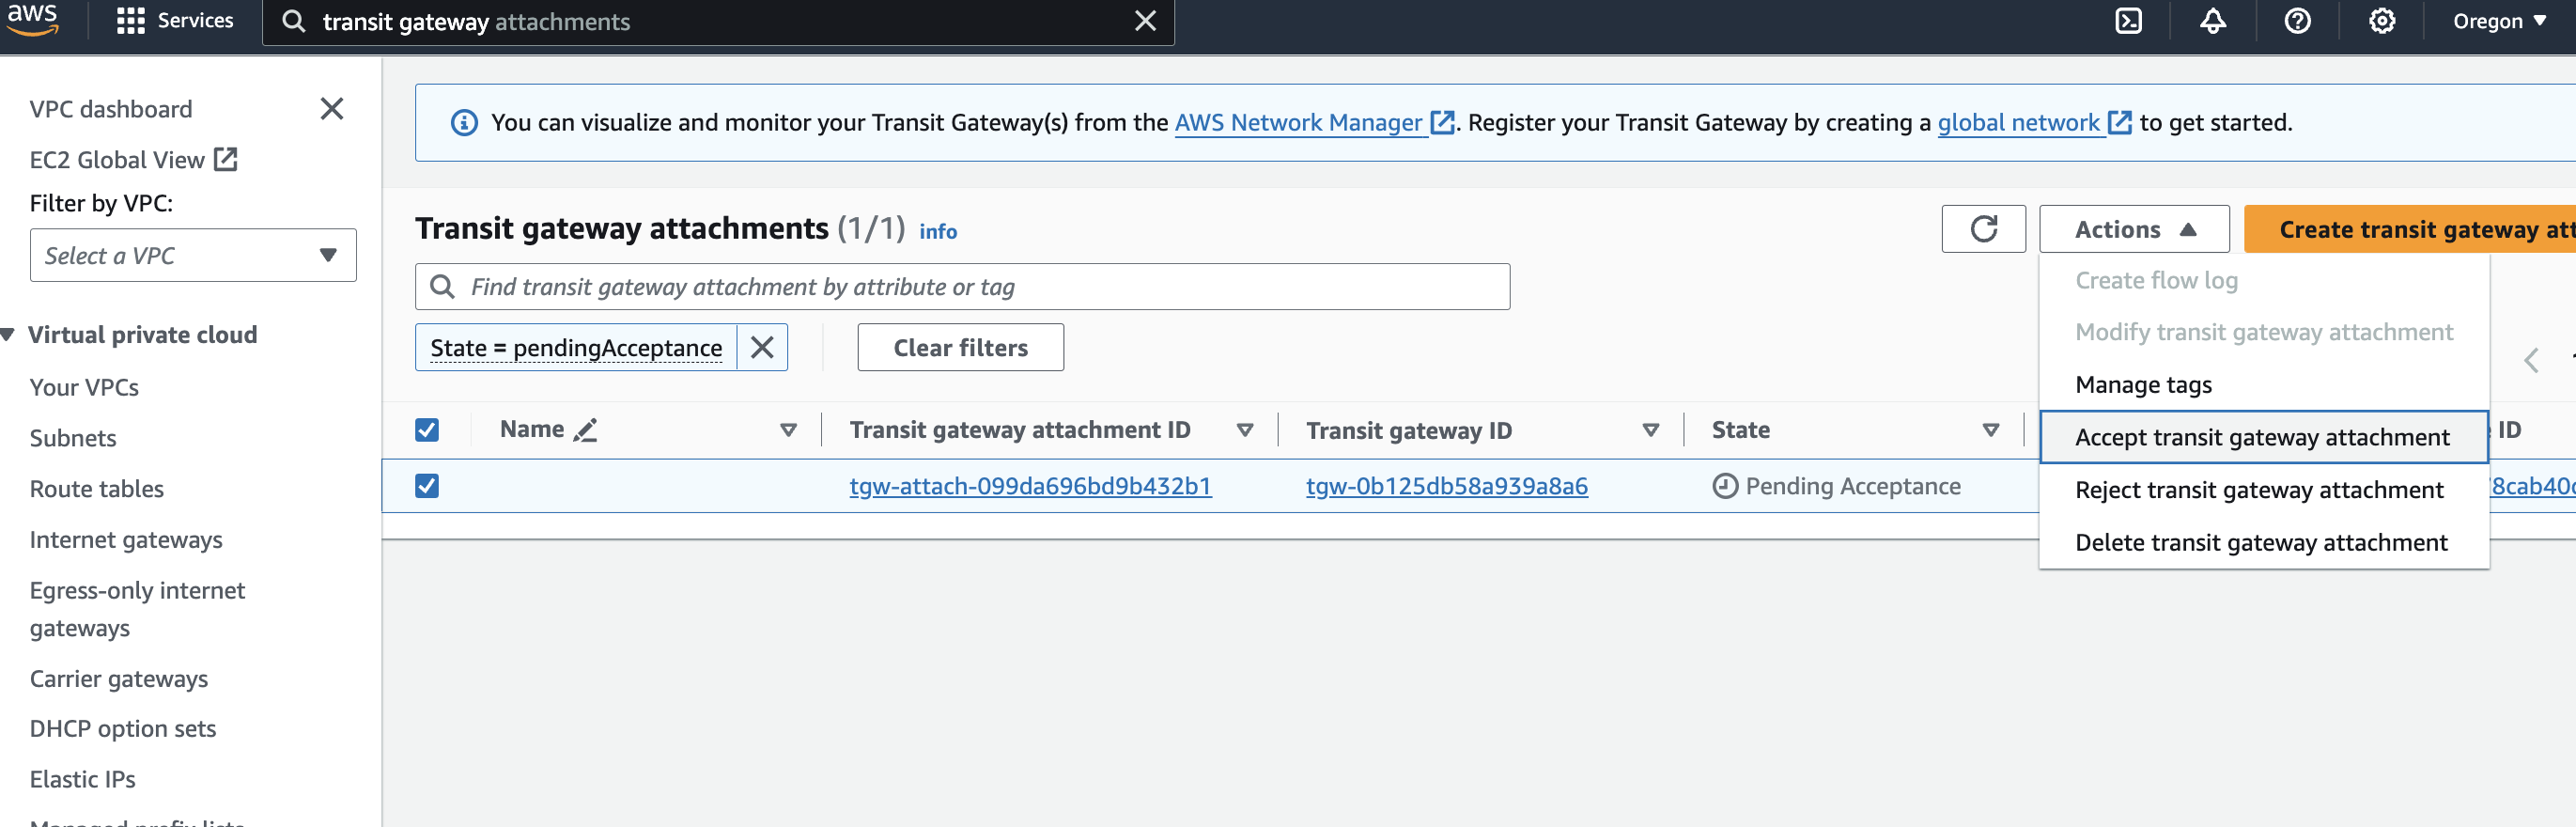 aws
Services
transit gateway attachments
Oregon
VPC dashboard
EC2 Global View
Filter by VPC:
Select a VPC
Virtual private cloud
Your VPCs
Subnets
Route tables
Internet gateways
Egress-only internet
gateways
Carrier gateways
DHCP option sets
Elastic IPs
Managed prefix lists
You can visualize and monitor your Transit Gateway(s) from the AWS Network Manager. Register your Transit Gateway by creating a global network to get started.
Transit gateway attachments (1/1) info
Actions
Create transit gateway att
Find transit gateway attachment by attribute or tag
State = pendingAcceptance
Clear filters
Create flow log
Modify transit gateway attachment
Manage tags
Accept transit gateway attachment
Reject transit gateway attachment
Delete transit gateway attachment
Name
Transit gateway attachment ID
Transit gateway ID
State
ID
tgw-attach-099da696bd9b432b1
tgw-0b125db58a939a8a6
Pending Acceptance
8cab40